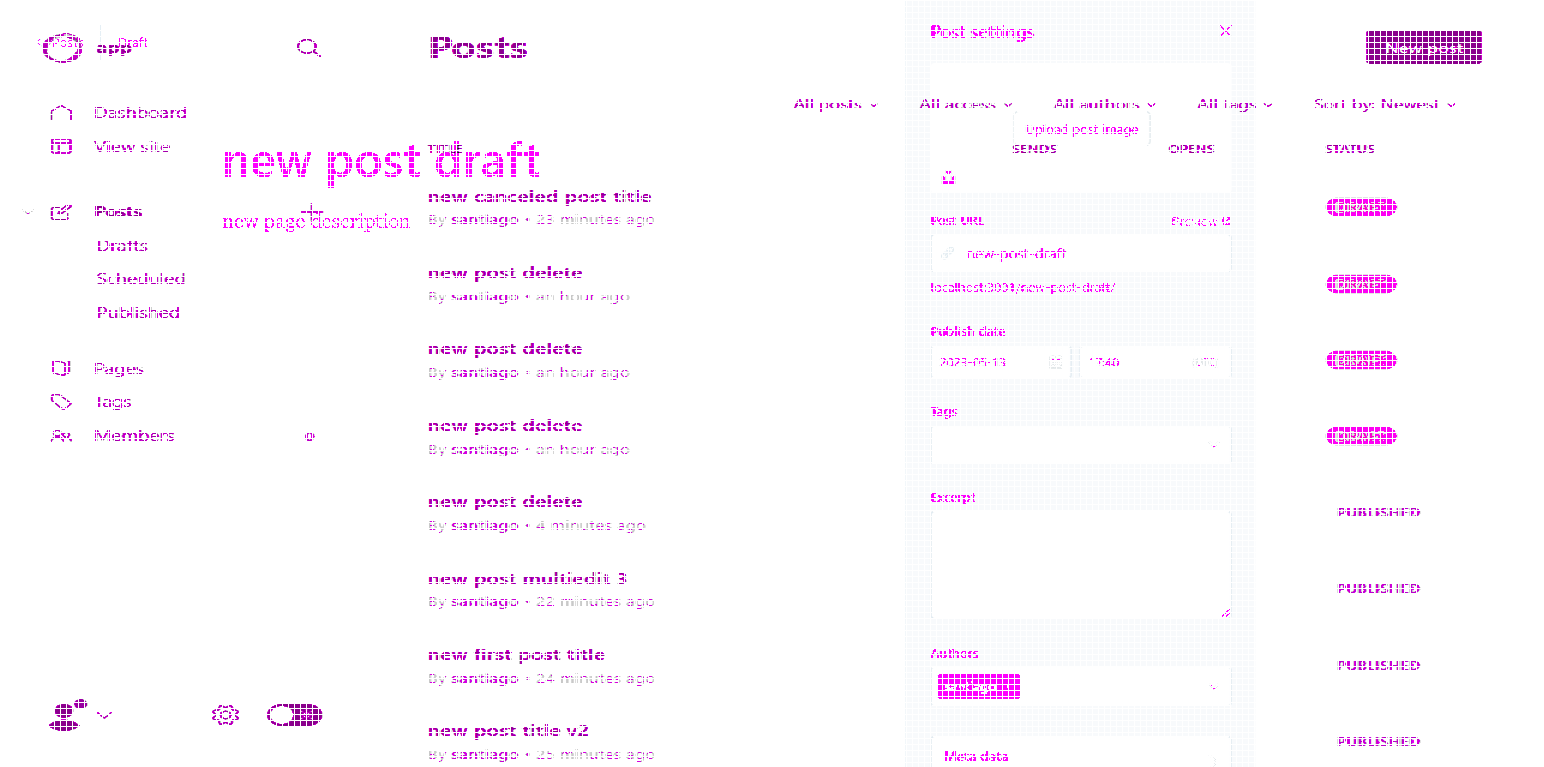 Posts Draft
app
Posts
Post settings
New post
All posts
All access
All authors
All tags
Sort by: Newest
Dashboard
View site
Upload post image
TITLE
SENDS
OPENS
STATUS
new post draft
new page description
new canceled post title
By santiago • 23 minutes ago
Posts
Drafts
Scheduled
Published
Pages
Tags
Members
0
new post delete
By santiago • an hour ago
new post delete
By santiago • an hour ago
new post delete
By santiago • an hour ago
new post delete
By santiago • 4 minutes ago
PUBLISHED
new post multiedit 3
By santiago • 22 minutes ago
PUBLISHED
new first post title
By santiago • 24 minutes ago
PUBLISHED
new post title v2
By santiago • 25 minutes ago
PUBLISHED
Post URL
Preview
new-post-draft
localhost:3001/new-post-draft/
Publish date
2023-05-13
17:40
UTC
Tags
Excerpt
Authors
Meta data